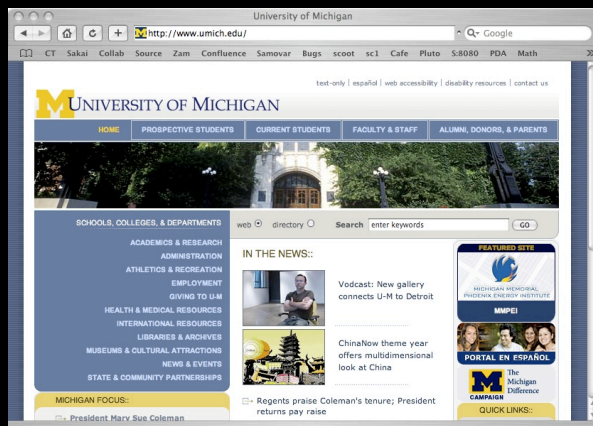 University of Michigan
http://www.umich.edu/
Google
CT Sakai Collab Source Zam Confluence Samovar Bugs scoot sc1 Cafe Pluto S:8080 PDA Math
text-only | español | web accessibility | disability resources | contact us
UNIVERSITY OF MICHIGAN
HOME PROSPECTIVE STUDENTS CURRENT STUDENTS FACULTY & STAFF ALUMNI, DONORS, & PARENTS
SCHOOLS, COLLEGES, & DEPARTMENTS
ACADEMICS & RESEARCH
ADMINISTRATION
ATHLETICS & RECREATION
EMPLOYMENT
GIVING TO U-M
HEALTH & MEDICAL RESOURCES
INTERNATIONAL RESOURCES
LIBRARIES & ARCHIVES
MUSEUMS & CULTURAL ATTRACTIONS
NEWS & EVENTS
STATE & COMMUNITY PARTNERSHIPS
MICHIGAN FOCUS::
President Mary Sue Coleman
web directory Search enter keywords GO
IN THE NEWS::
Vodcast: New gallery
connects U-M to Detroit
ChinaNow theme year
offers multidimensional
look at China
Regents praise Coleman's tenure; President
returns pay raise
FEATURED SITE
MICHIGAN MEMORIAL
PHOENIX ENERGY INSTITUTE
MMPEI
PORTAL EN ESPAÑOL
M
CAMPAIGN
The
Michigan
Difference
QUICK LINKS::